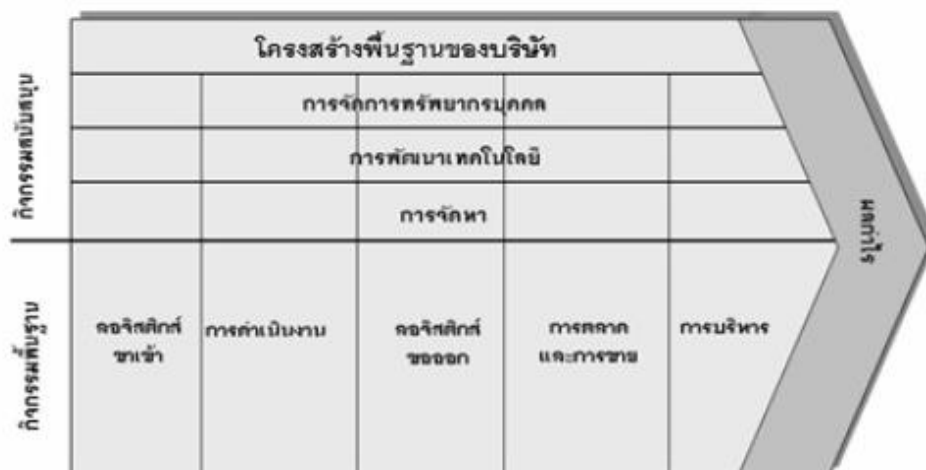 โครงสร้างพื้นฐานของบริษัท
การจัดการทรัพยากรบุคคล
การพัฒนาเทคโนโลยี
การจัดหา
กิจกรรมสนับสนุน
กิจกรรมพื้นฐาน
ลอจิสติกส์
ขาเข้า
การดำเนินงาน
ลอจิสติกส์
ขอออก
การตลาด
และการขาย
การบริหาร
ผลกำไร